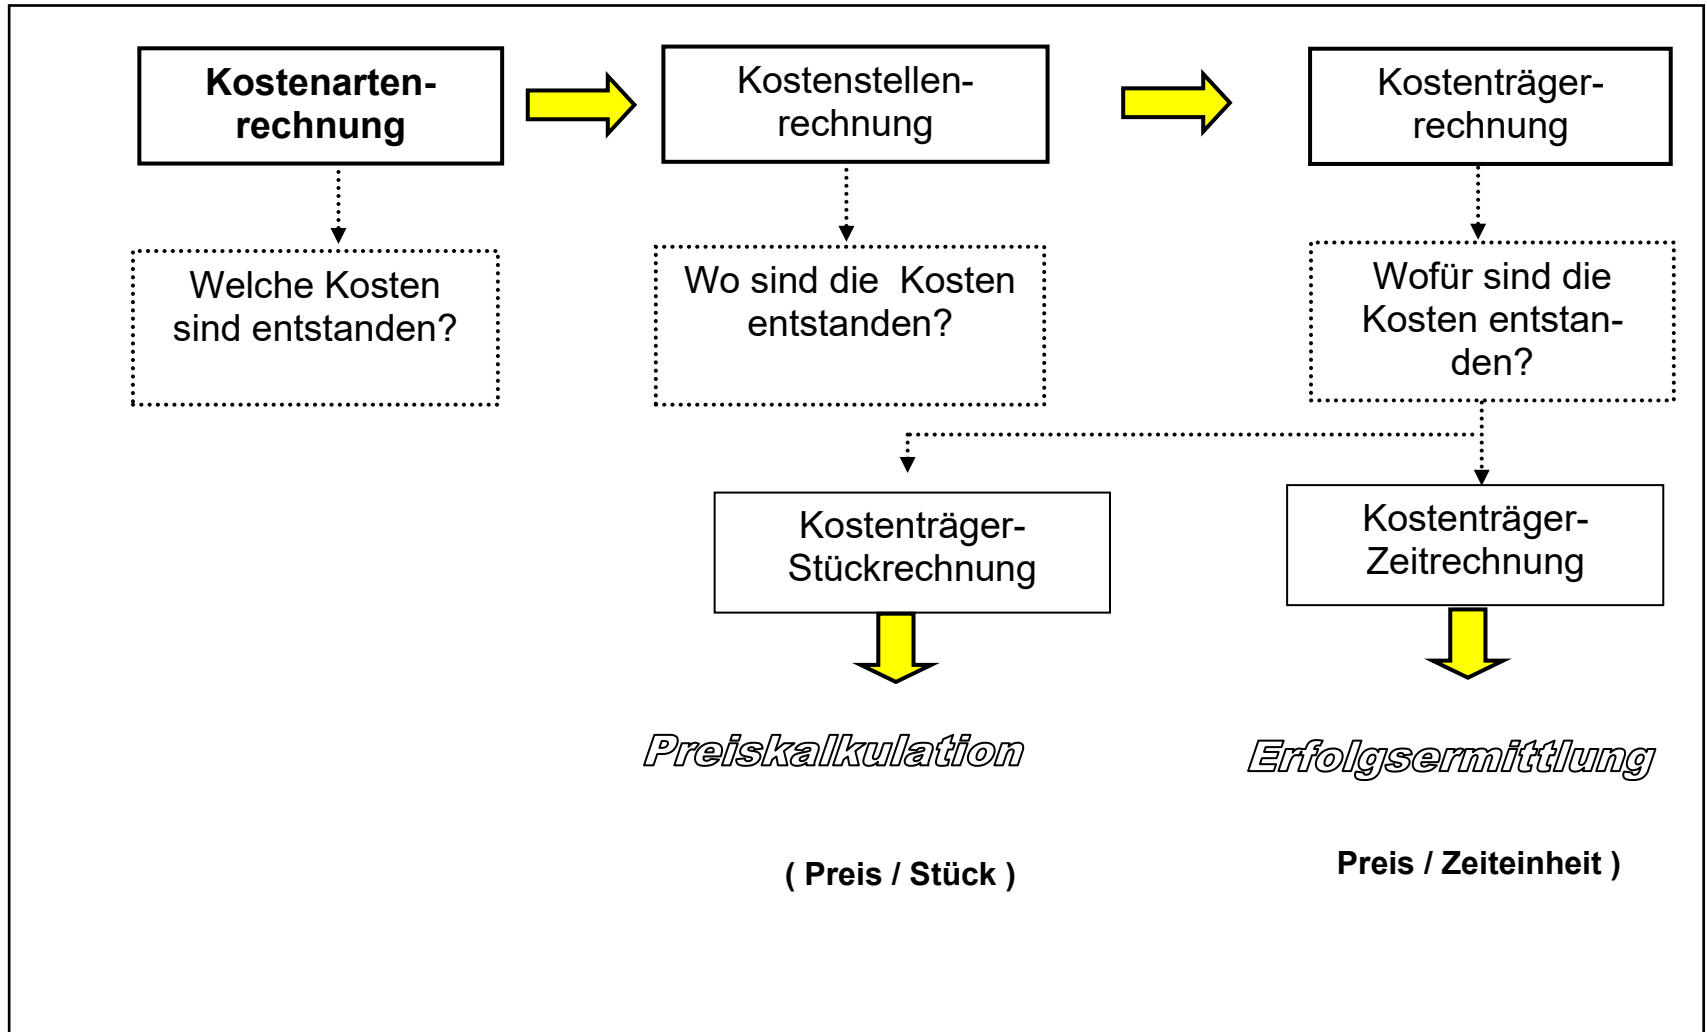 Kostenarten-
rechnung
Kostenstellen-
rechnung
Kostenträger-
rechnung
Welche Kosten
sind entstanden?
Wo sind die  Kosten
entstanden?
Wofür sind die
Kosten entstan-
den?
Kostenträger-
Stückrechnung
Kostenträger-
Zeitrechnung
Preiskalkulation
Erfolgsermittlung
( Preis / Stück )
Preis / Zeiteinheit )